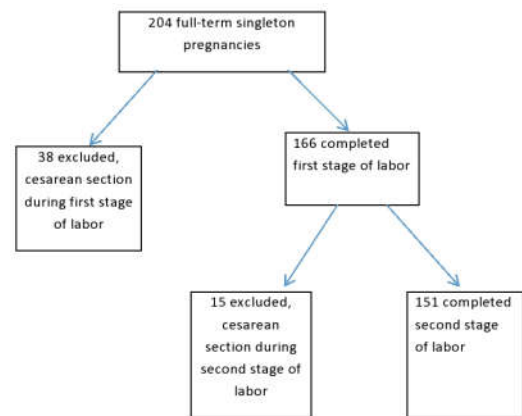 204 full-term singleton
pregnancies
38 excluded,
cesarean section
during first stage
of labor
166 completed
first stage of labor
15 excluded,
cesarean
section during
second stage of
labor
151 completed
second stage
of labor